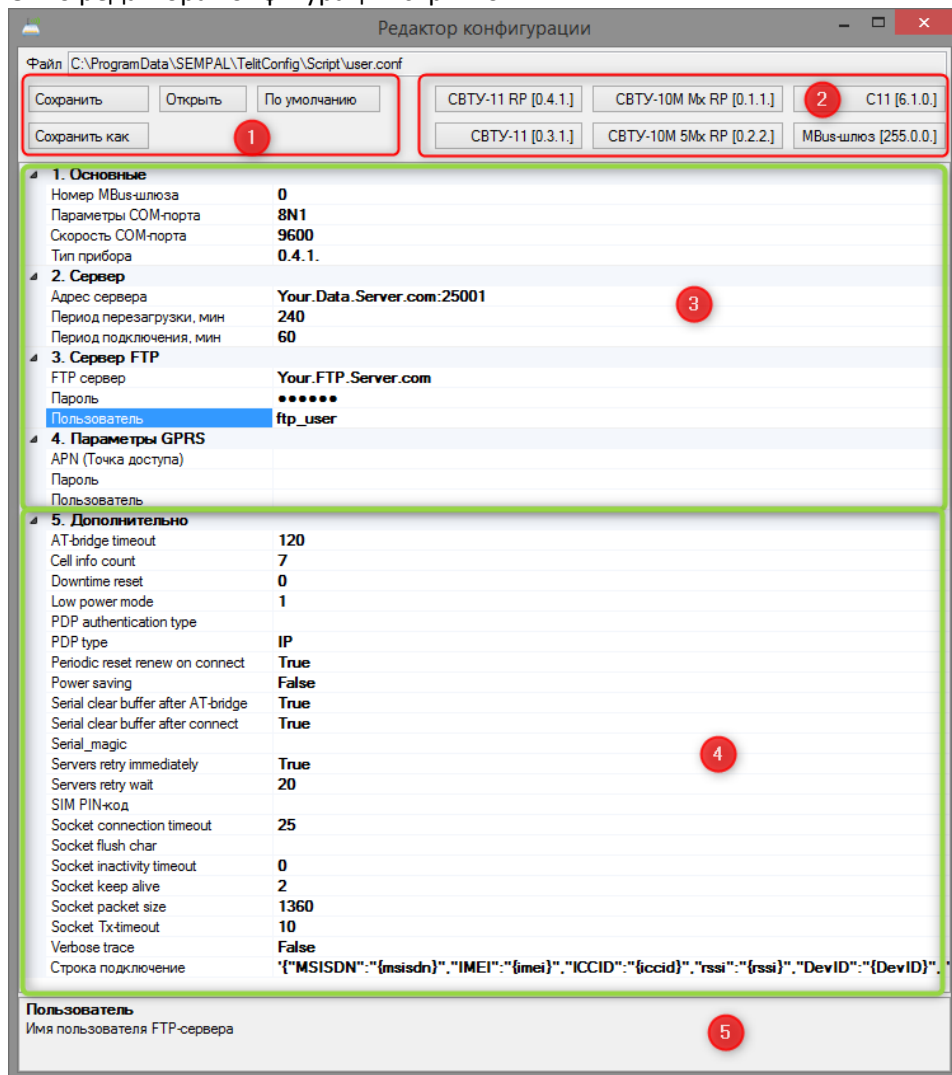 Редактор конфигурации
Файл C:\ProgramData\SEMPAL\TelitConfig\Script\user.conf
Сохранить Открыть По умолчанию СВТУ-11 RP [0.4.1.] СВТУ-10M Mx RP [0.1.1.] 2 С11 [6.1.0.]
Сохранить как 1 СВТУ-11 [0.3.1.] СВТУ-10M 5Mx RP [0.2.2.] MBus-шлюз [255.0.0.]
1. Основные
Номер MBus-шлюза 0
Параметры COM-порта 8N1
Скорость COM-порта 9600
Тип прибора 0.4.1.
2. Сервер
Адрес сервера Your.Data.Server.com:25001
3
Период перезагрузки, мин 240
Период подключения, мин 60
3. Сервер FTP
FTP сервер Your.FTP.Server.com
Пароль ●●●●●●
Пользователь ftp_user
4. Параметры GPRS
APN (Точка доступа)
Пароль
Пользователь
5. Дополнительно
AT-bridge timeout 120
Cell info count 7
Downtime reset 0
Low power mode 1
PDP authentication type
PDP type IP
Periodic reset renew on connect True
Power saving False
Serial clear buffer after AT-bridge True
Serial clear buffer after connect True
Serial_magic
4
Servers retry immediately True
Servers retry wait 20
SIM PIN-код
Socket connection timeout 25
Socket flush char
Socket inactivity timeout 0
Socket keep alive 2
Socket packet size 1360
Socket Tx-timeout 10
Verbose trace False
Строка подключение '{"MSISDN":"{msisdn}","IMEI":"{imei}","ICCID":"{iccid}","rssi":"{rssi}","DevID":"{DevID}","
Пользователь
Имя пользователя FTP-сервера
5